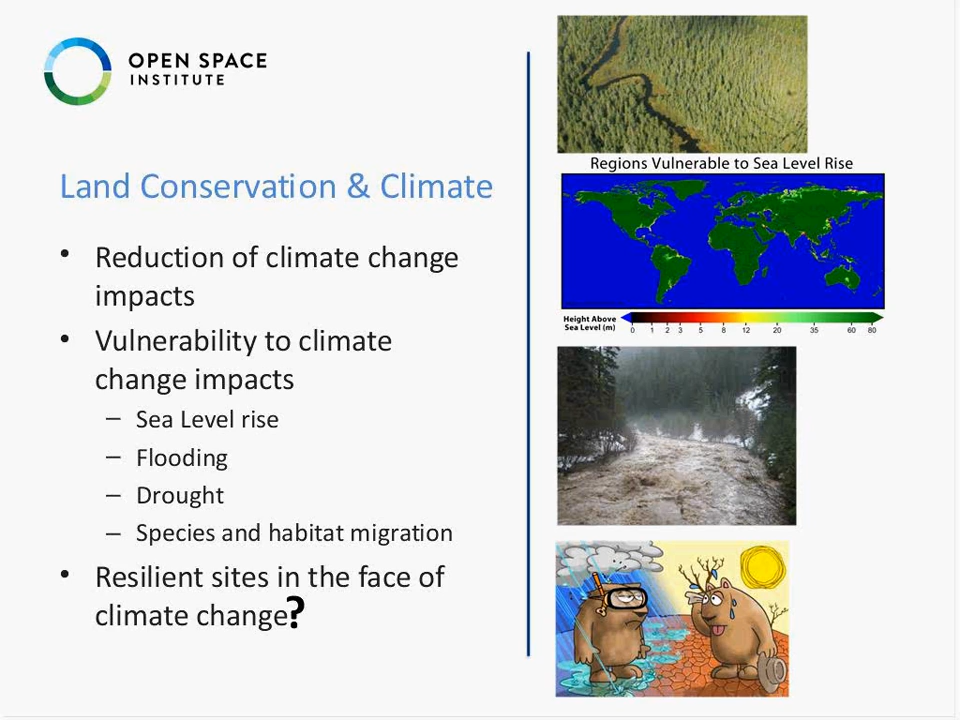 OPEN SPACE
INSTITUTE
Land Conservation & Climate
• Reduction of climate change
impacts
• Vulnerability to climate
change impacts
– Sea Level rise
– Flooding
– Drought
– Species and habitat migration
• Resilient sites in the face of
climate change?
Regions Vulnerable to Sea Level Rise
Height Above
Sea Level (m)
0 1 2 3 5 8 12 20 35 60 80